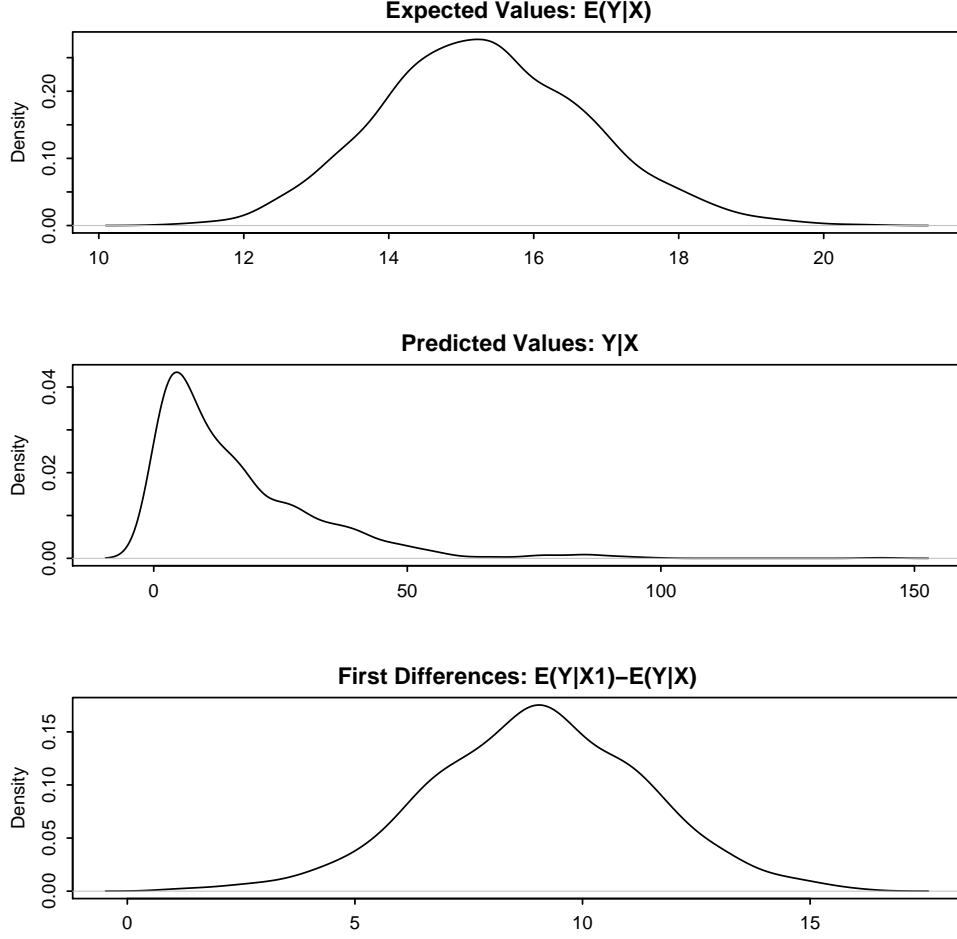 Expected Values: E(Y|X)
Density
0.00 0.10 0.20
10 12 14 16 18 20
Predicted Values: Y|X
Density
0.00 0.02 0.04
0 50 100 150
First Differences: E(Y|X1)−E(Y|X)
Density
0.00 0.05 0.10 0.15
0 5 10 15